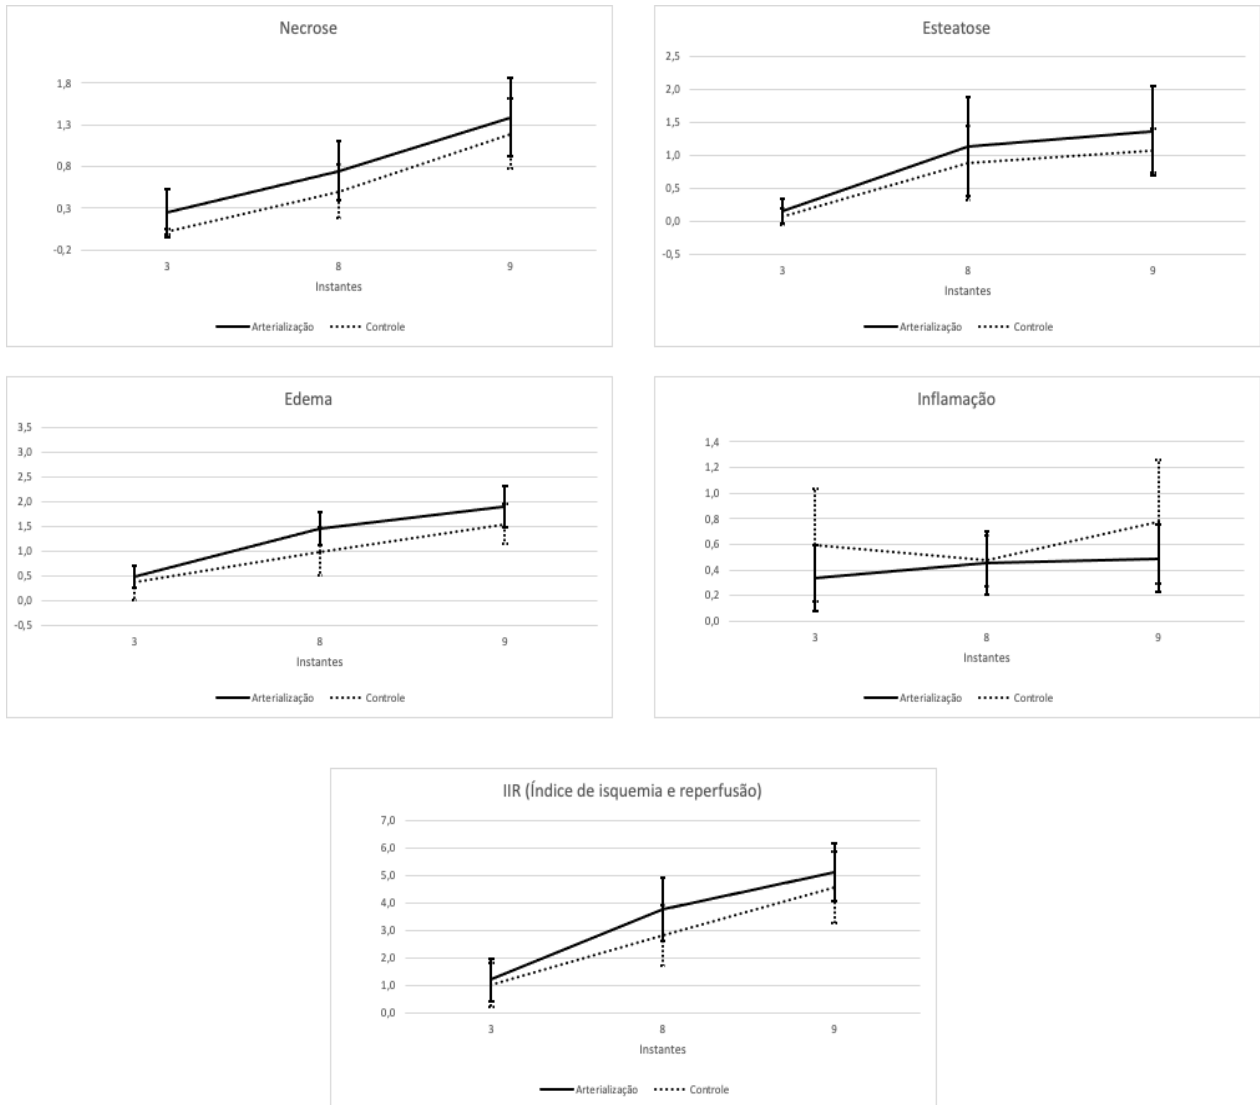 Necrose
1,8
1,3
0,8
0,3
-0,2
3 8 9
Instantes
Arterialização Controle
Esteatose
2,5
2,0
1,5
1,0
0,5
0,0
-0,5
3 8 9
Instantes
Arterialização Controle
Edema
3,5
3,0
2,5
2,0
1,5
1,0
0,5
0,0
-0,5
3 8 9
Instantes
Arterialização Controle
Inflamação
1,4
1,2
1,0
0,8
0,6
0,4
0,2
0,0
3 8 9
Instantes
Arterialização Controle
IIR (Índice de isquemia e reperfusão)
7,0
6,0
5,0
4,0
3,0
2,0
1,0
0,0
3 8 9
Instantes
Arterialização Controle